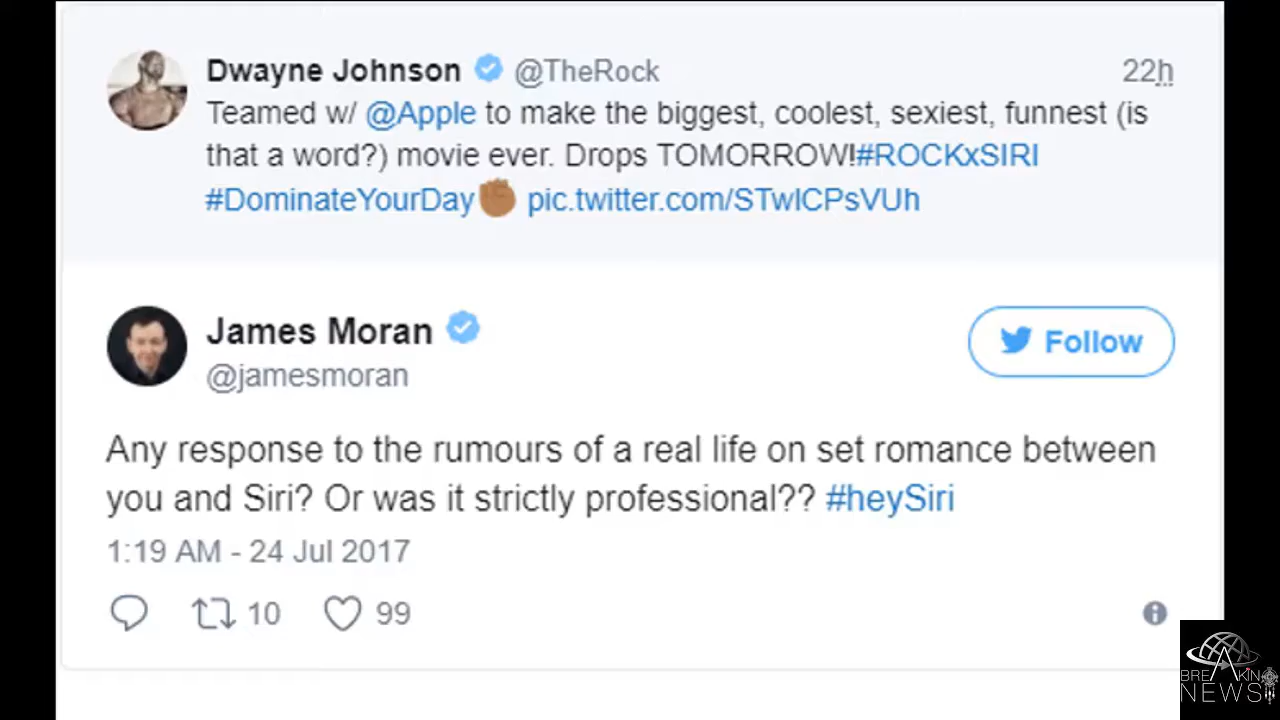 Dwayne Johnson @TheRock 22h
Teamed w/ @Apple to make the biggest, coolest, sexiest, funnest (is
that a word?) movie ever. Drops TOMORROW!#ROCKxSIRI
#DominateYourDay✊🏾 pic.twitter.com/STwlCPsVUh
James Moran
Follow
@jamesmoran
Any response to the rumours of a real life on set romance between
you and Siri? Or was it strictly professional?? #heySiri
1:19 AM - 24 Jul 2017
10 99
BREAKING
NEWS